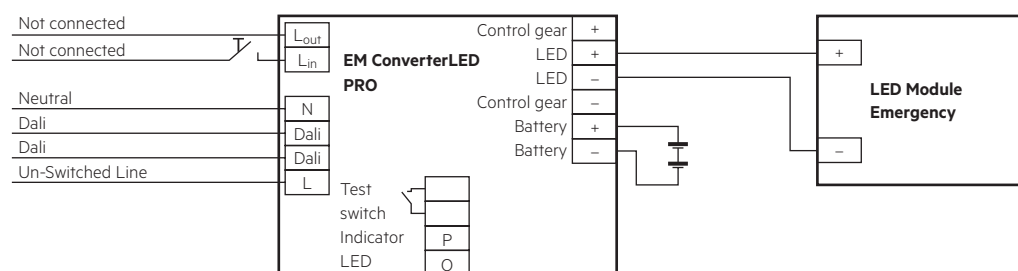 Not connected
Not connected
Neutral
Dali
Dali
Un-Switched Line
Lout
Lin
N
Dali
Dali
L
EM ConverterLED
PRO
Test
switch
Indicator P
LED O
Control gear +
LED +
LED –
Control gear –
Battery +
Battery –
+
–
LED Module
Emergency